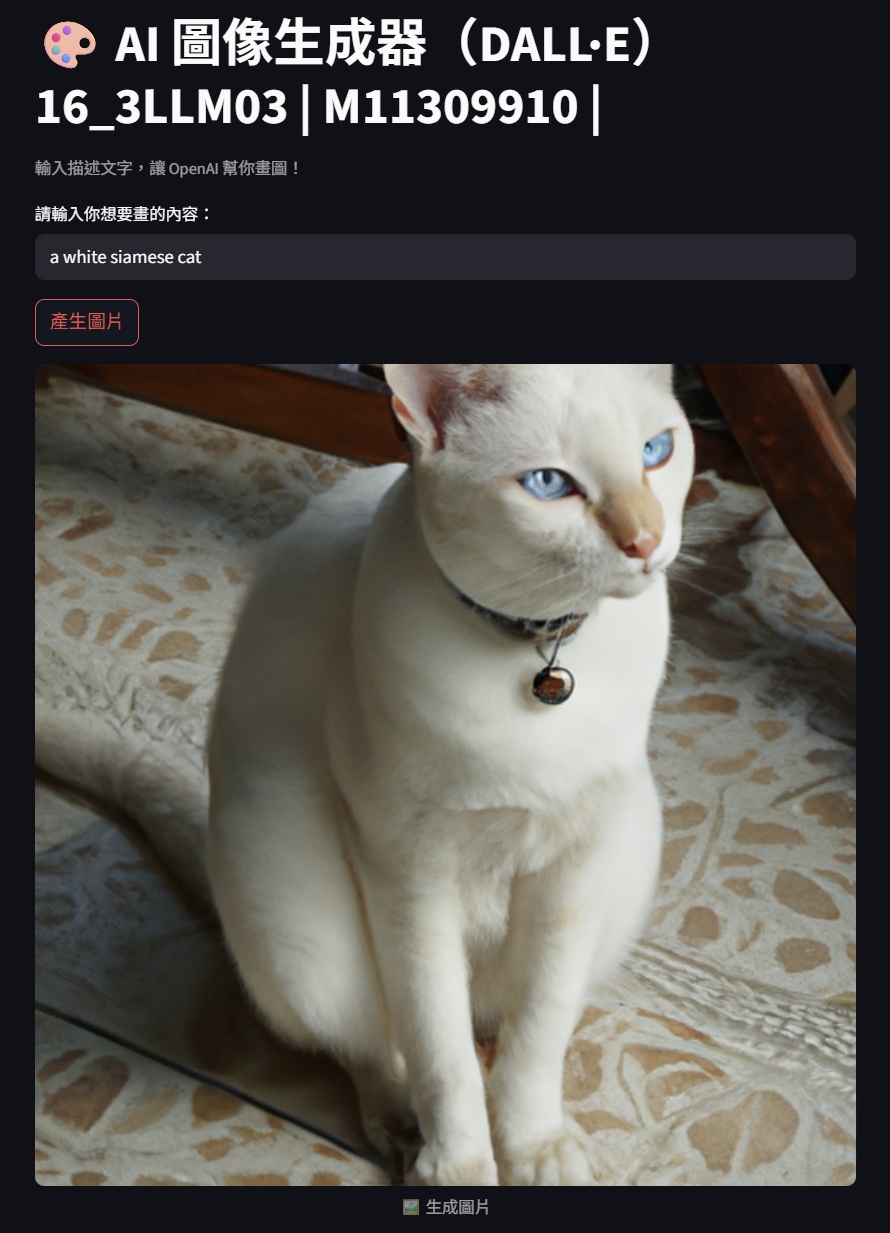 🎨 AI 圖像生成器（DALL·E）
16_3LLM03 | M11309910 |
輸入描述文字，讓 OpenAI 幫你畫圖！
請輸入你想要畫的內容：
a white siamese cat
產生圖片
🖼️ 生成圖片